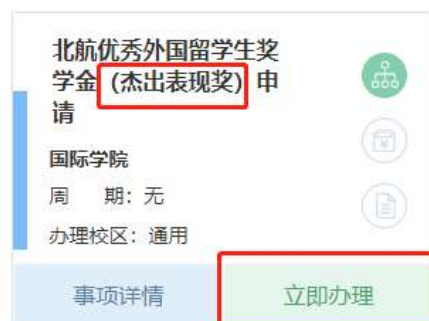 北航优秀外国留学生奖
学金（杰出表现奖）申
请
国际学院
周　　期：无
办理校区：通用
事项详情
立即办理